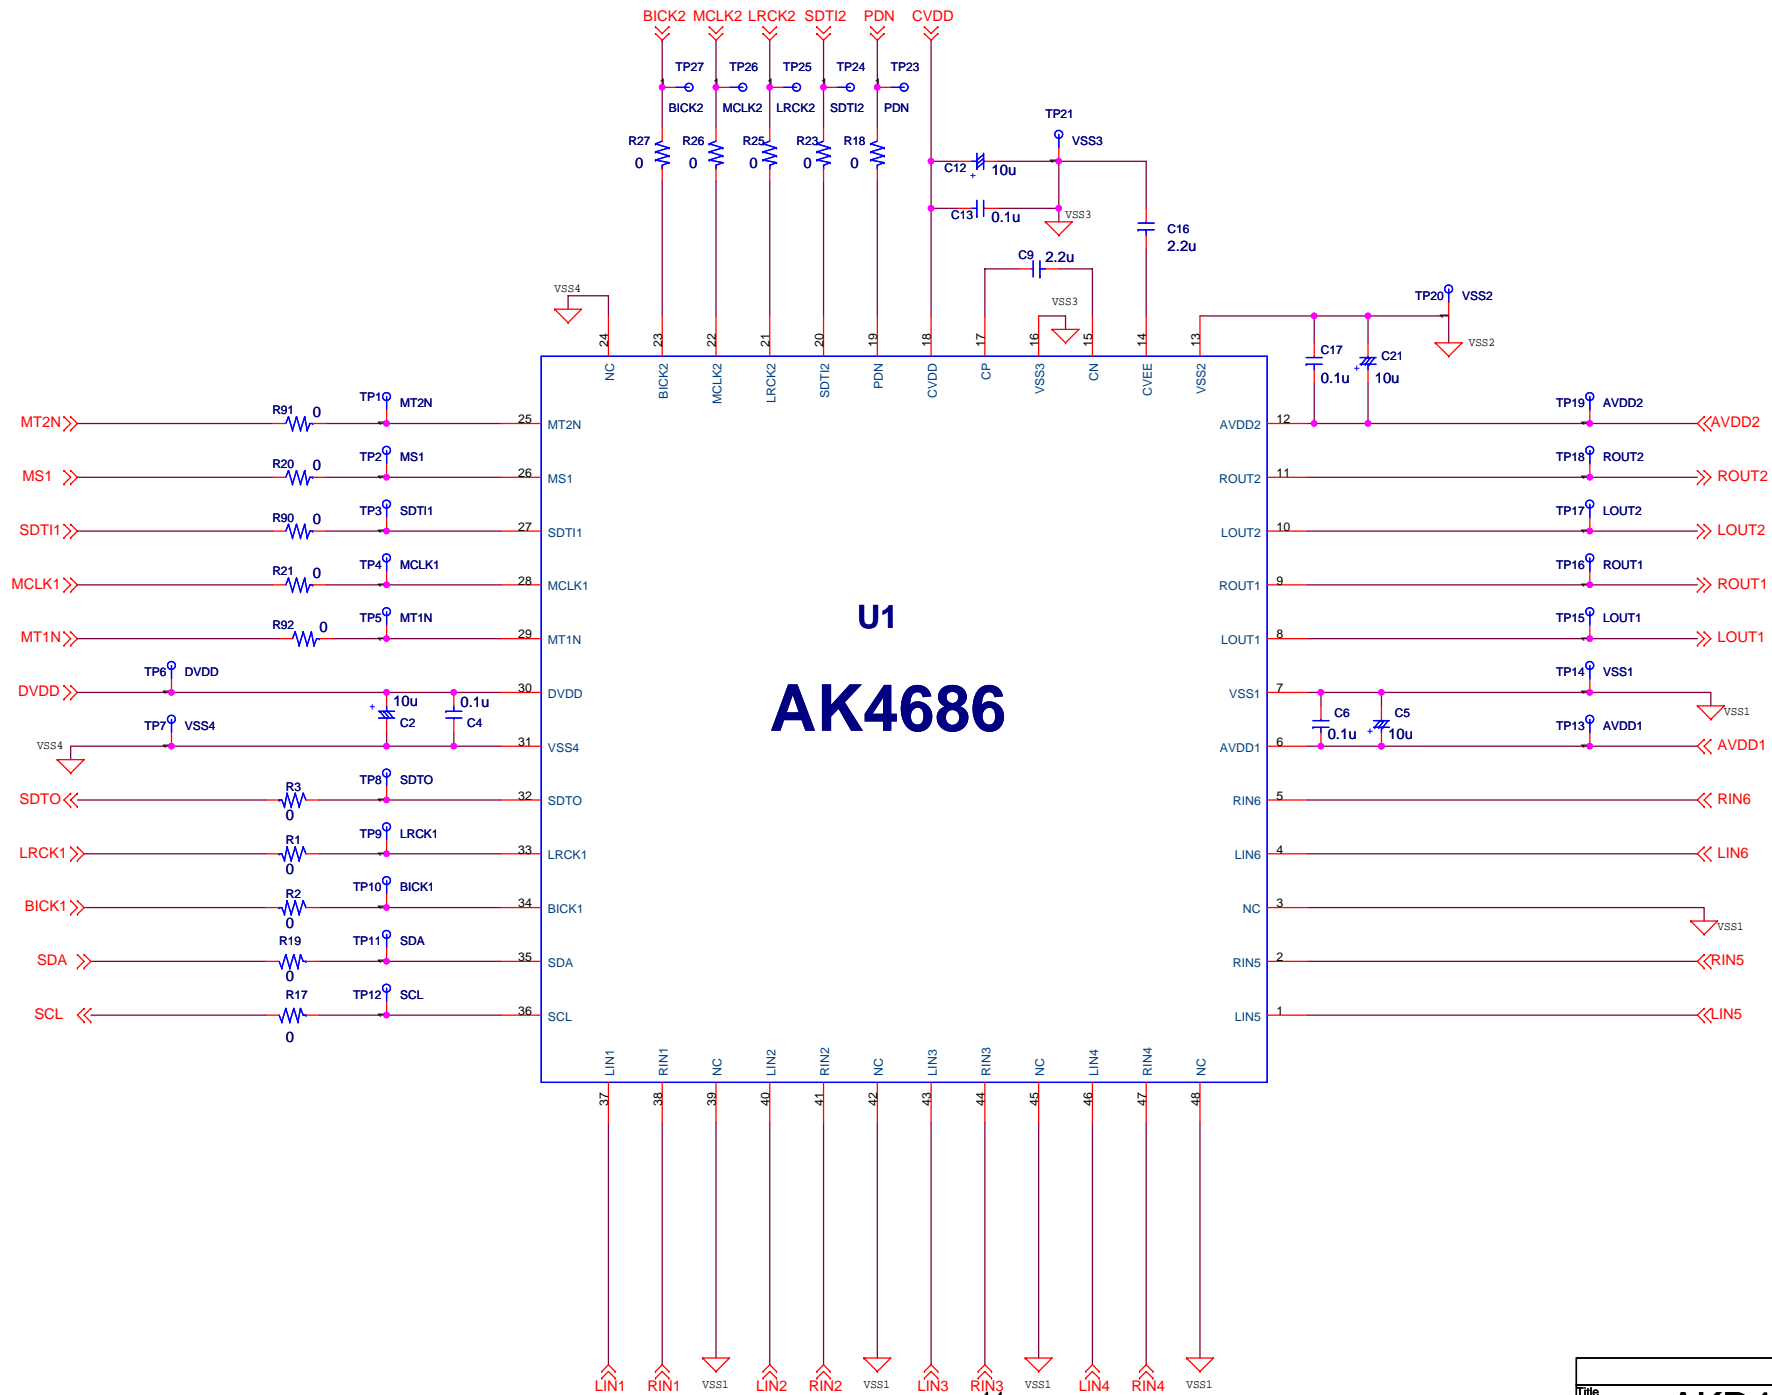 BICK2 MCLK2 LRCK2 SDTI2 PDN CVDD
TP27 TP26 TP25 TP24 TP23
1 1 1 1 1
BICK2 MCLK2 LRCK2 SDTI2 PDN
TP21
VSS3
R27 R26 R25 R23 R18
0 0 0 0 0
C12 + 10u
C13 0.1u
VSS3
C16
2.2u
C9 2.2u
VSS4
VSS3
TP20 VSS2
VSS2
24 23 22 21 20 19 18 17 16 15 14 13
NC BICK2 MCLK2 LRCK2 SDTI2 PDN CVDD CP VSS3 CN CVEE VSS2
C17
0.1u
C21
+ 10u
MT2N R91 0 TP1 MT2N 25 MT2N
AVDD2 12 TP19 AVDD2 AVDD2
MS1 R20 0 TP2 MS1 26 MS1
ROUT2 11 TP18 ROUT2 ROUT2
SDTI1 R90 0 TP3 SDTI1 27 SDTI1
LOUT2 10 TP17 LOUT2 LOUT2
MCLK1 R21 0 TP4 MCLK1 28 MCLK1
ROUT1 9 TP16 ROUT1 ROUT1
U1
MT1N R92 0 TP5 MT1N 29 MT1N
LOUT1 8 TP15 LOUT1 LOUT1
AK4686
DVDD TP6 DVDD 30 DVDD
VSS1 7 TP14 VSS1 VSS1
+ 10u C2
0.1u C4
C6 0.1u
C5 + 10u
VSS4 TP7 VSS4 31 VSS4
AVDD1 6 TP13 AVDD1 AVDD1
SDTO R3 0 TP8 SDTO 32 SDTO
RIN6 5 RIN6
LRCK1 R1 0 TP9 LRCK1 33 LRCK1
LIN6 4 LIN6
BICK1 R2 0 TP10 BICK1 34 BICK1
NC 3 VSS1
SDA R19 0 TP11 SDA 35 SDA
RIN5 2 RIN5
SCL R17 0 TP12 SCL 36 SCL
LIN5 1 LIN5
LIN1 RIN1 NC LIN2 RIN2 NC LIN3 RIN3 NC LIN4 RIN4 NC
37 38 39 40 41 42 43 44 45 46 47 48
LIN1 RIN1 VSS1 LIN2 RIN2 VSS1 LIN3 RIN3 VSS1 LIN4 RIN4 VSS1
Title